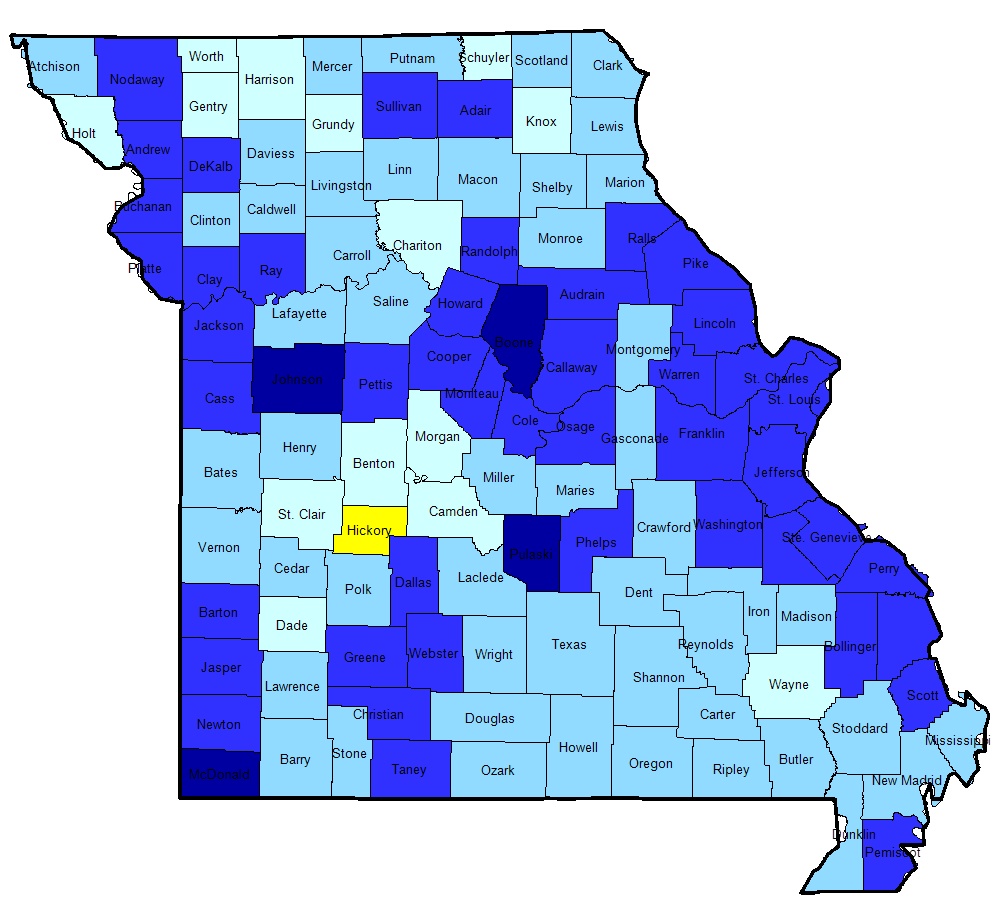 Worth
Schuyler
Putnam
Scotland
Atchison
Mercer
Clark
Nodaway
Harrison
Gentry
Sullivan
Adair
Knox
Grundy
Lewis
Holt
Andrew
Daviess
DeKalb
Linn
Macon
Livingston
Shelby
Marion
Buchanan
Clinton
Caldwell
Chariton
Monroe
Ralls
Randolph
Carroll
Pike
Platte
Clay
Ray
Audrain
Saline
Howard
Lafayette
Lincoln
Jackson
Boone
Montgomery
Cooper
Callaway
Warren
Johnson
Pettis
St. Charles
Moniteau
Cass
St. Louis
Cole
Osage
Morgan
Gasconade
Franklin
Henry
Benton
Bates
Miller
Jefferson
Maries
St. Clair
Camden
Crawford
Washington
Hickory
Ste. Genevieve
Vernon
Pulaski
Phelps
Cedar
Perry
Laclede
Polk
Dallas
Dent
Barton
Iron
Madison
Dade
Texas
Reynolds
Bollinger
Webster
Wright
Greene
Jasper
Shannon
Wayne
Lawrence
Scott
Christian
Douglas
Carter
Newton
Stoddard
Mississippi
Howell
Stone
Barry
Butler
Oregon
Ripley
Taney
Ozark
McDonald
New Madrid
Dunklin
Pemiscot